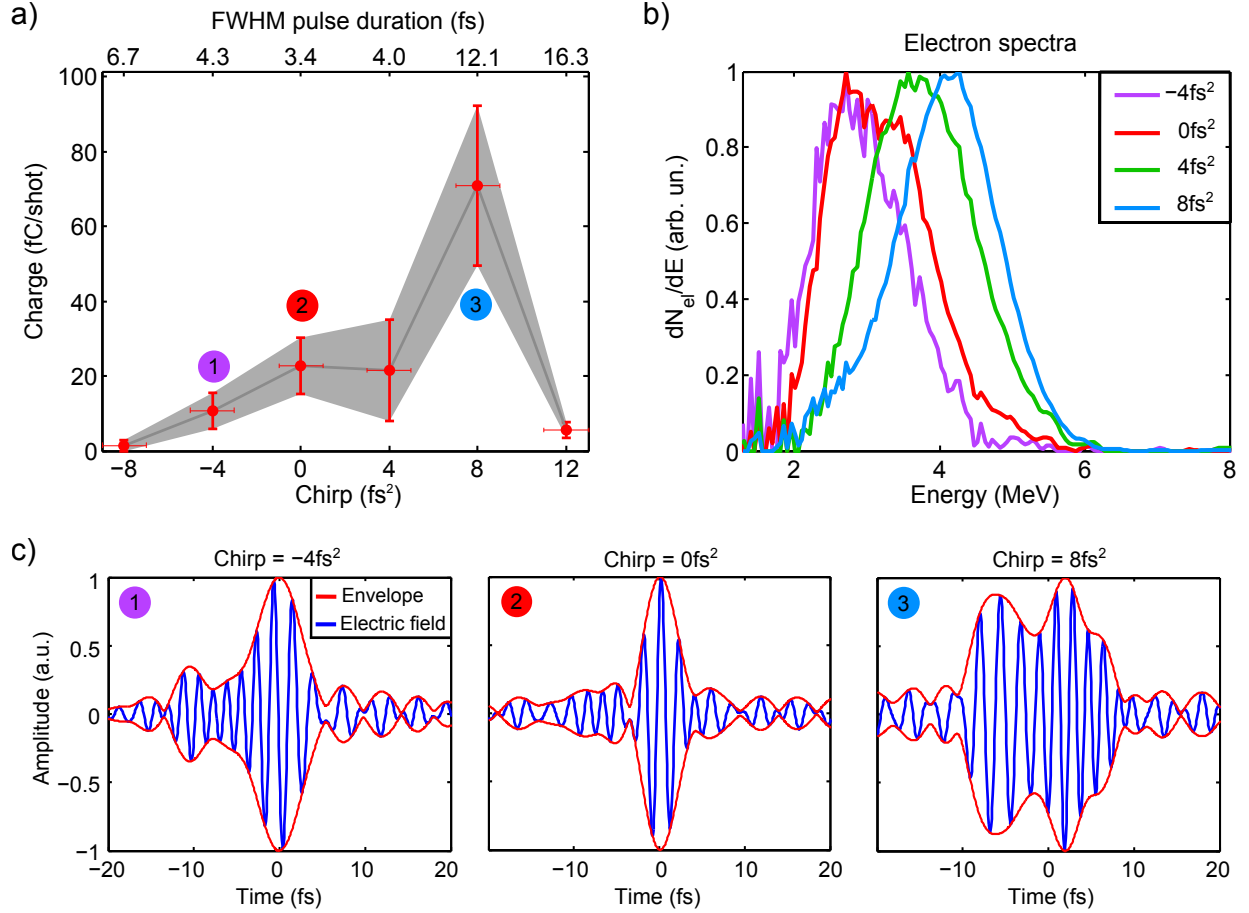 a)
FWHM pulse duration (fs)
6.7 4.3 3.4 4.0 12.1 16.3
100
80
60
40
20
0
Charge (fC/shot)
1
2
3
−8 −4 0 4 8 12
Chirp (fs²)
b)
Electron spectra
1
0.8
0.6
0.4
0.2
0
dNel/dE (arb. un.)
−4fs²
0fs²
4fs²
8fs²
2 4 6 8
Energy (MeV)
c)
Chirp = −4fs²
1
0.5
0
−0.5
−1
Amplitude (a.u.)
1
Envelope
Electric field
−20 −10 0 10 20
Time (fs)
Chirp = 0fs²
2
−20 −10 0 10 20
Time (fs)
Chirp = 8fs²
3
−20 −10 0 10 20
Time (fs)